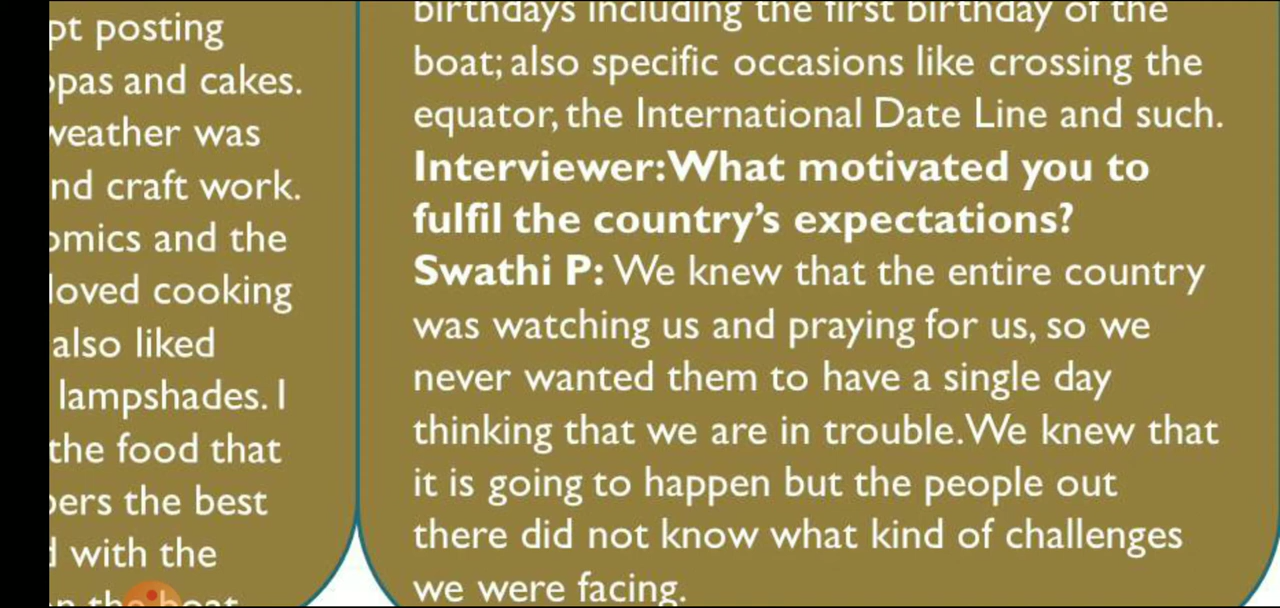 pt posting
ppas and cakes.
weather was
nd craft work.
omics and the
loved cooking
also liked
lampshades. I
the food that
bers the best
d with the
n the boat
birthdays including the first birthday of the
boat; also specific occasions like crossing the
equator, the International Date Line and such.
Interviewer: What motivated you to
fulfil the country's expectations?
Swathi P: We knew that the entire country
was watching us and praying for us, so we
never wanted them to have a single day
thinking that we are in trouble. We knew that
it is going to happen but the people out
there did not know what kind of challenges
we were facing.